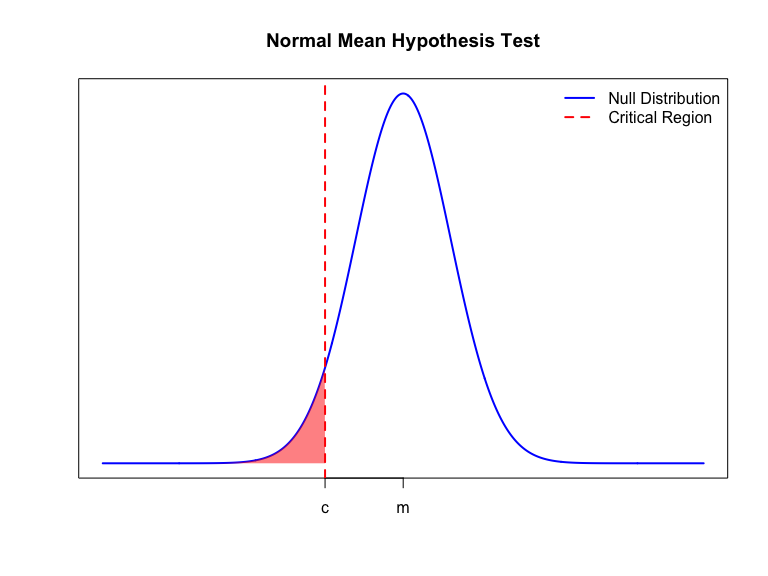 Normal Mean Hypothesis Test
Null Distribution
Critical Region
c
m